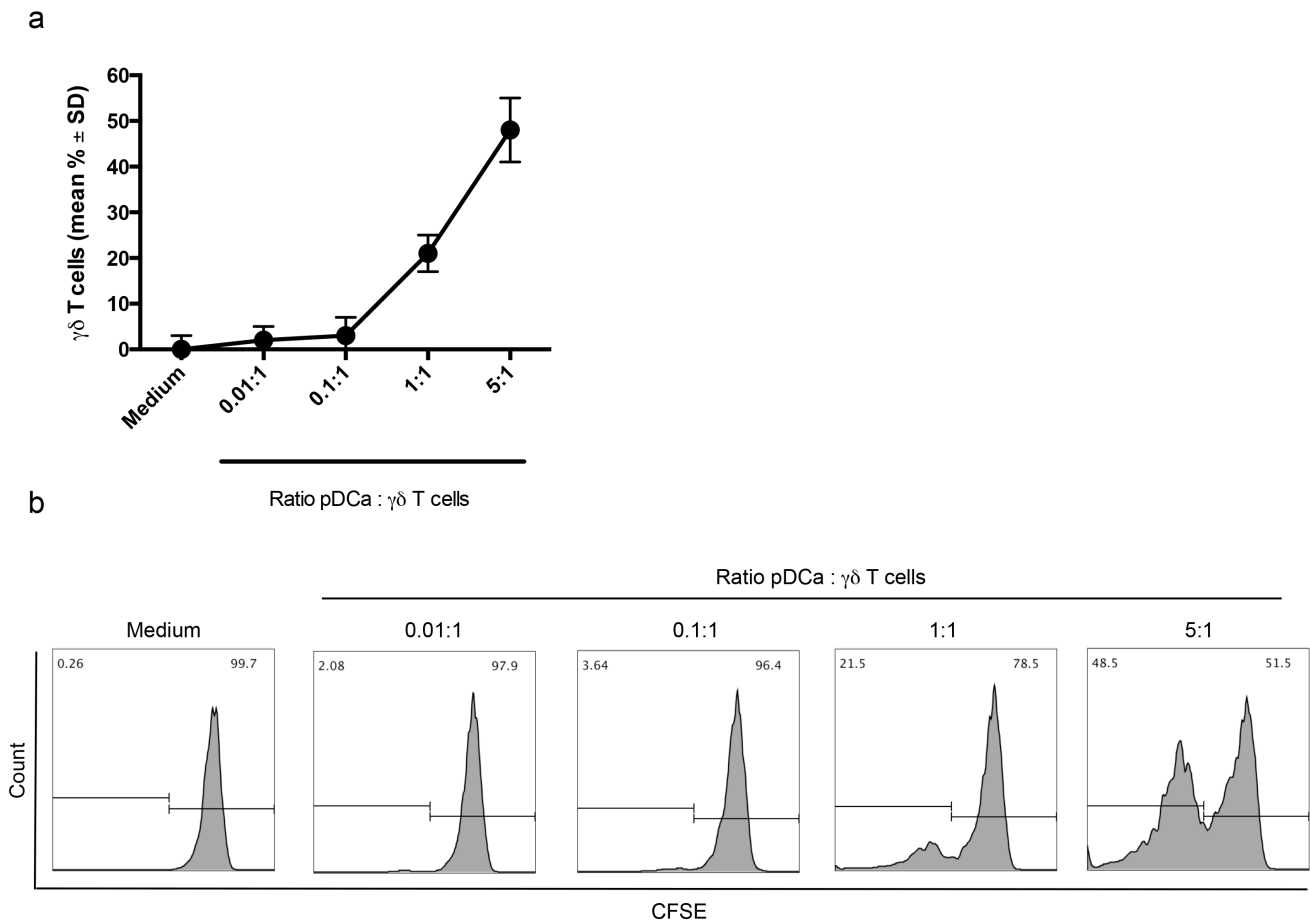 a
γδ T cells (mean % ± SD)
60
50
40
30
20
10
0
Medium
0.01:1
0.1:1
1:1
5:1
Ratio pDCa : γδ T cells
b
Ratio pDCa : γδ T cells
Medium 0.01:1 0.1:1 1:1 5:1
0.26 99.7 2.08 97.9 3.64 96.4 21.5 78.5 48.5 51.5
Count
CFSE